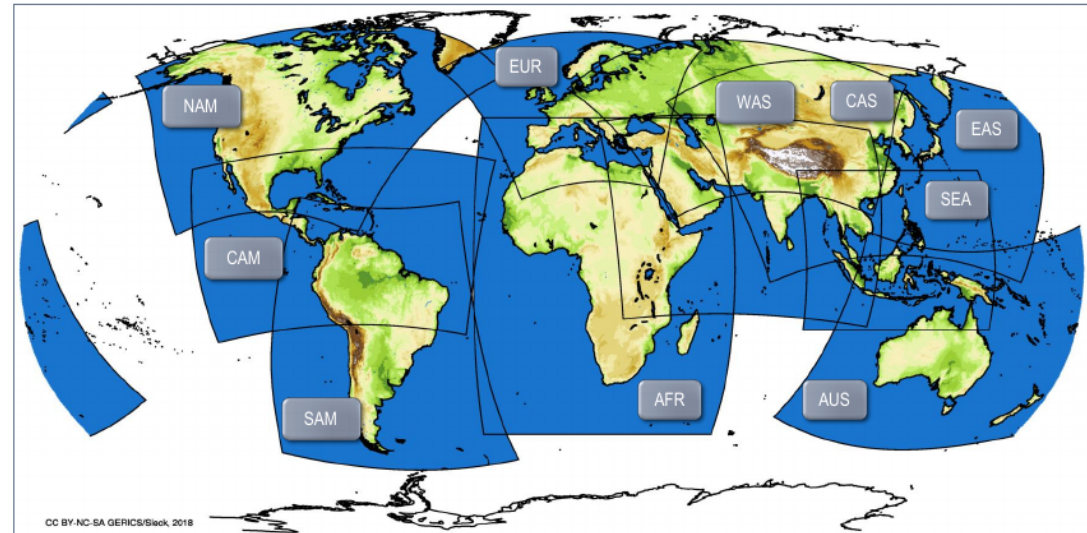 EUR
NAM
WAS
CAS
EAS
SEA
CAM
SAM
AFR
AUS
CC BY-NC-SA GERICS/Sieck, 2018